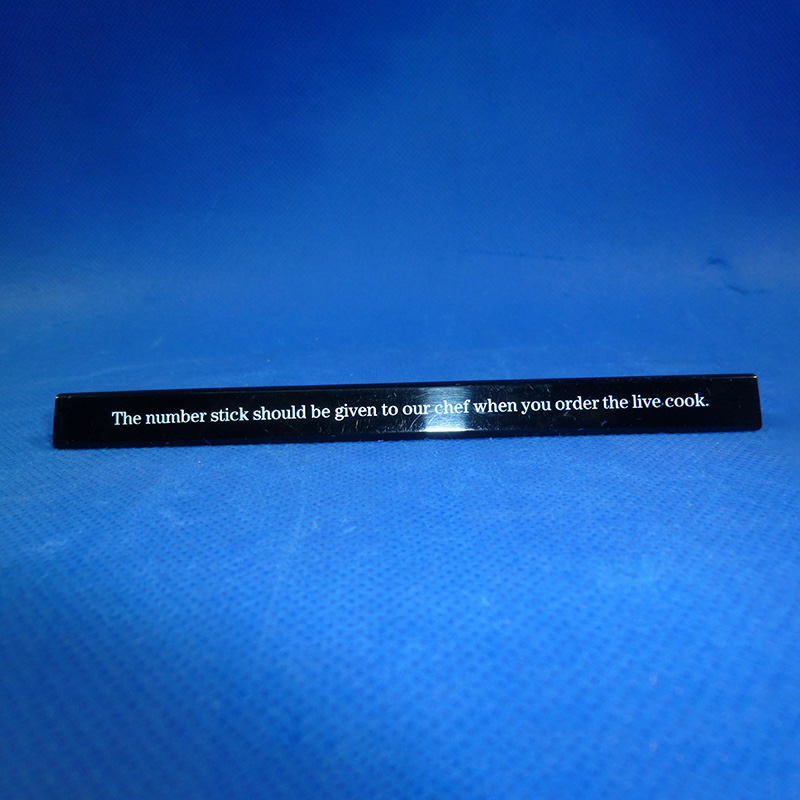 The number stick should be given to our chef when you order the live cook.